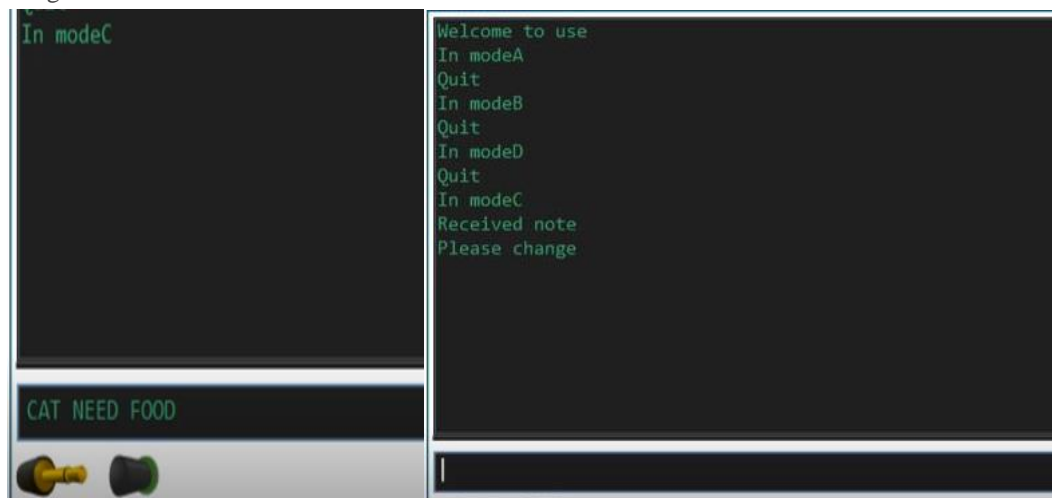 In modeC
CAT NEED FOOD
Welcome to use
In modeA
Quit
In modeB
Quit
In modeD
Quit
In modeC
Received note
Please change